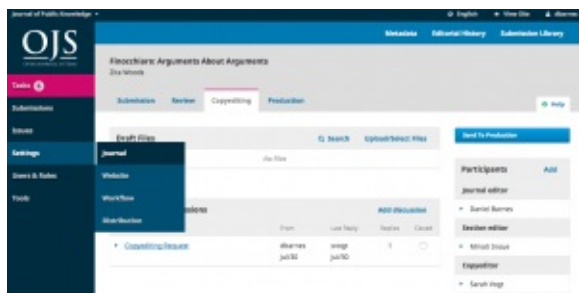 Journal of Public Knowledge
English
View Site
dbarnes
OJS
OPEN JOURNAL SYSTEMS
Metadata
Editorial History
Submission Library
Finocchiaro: Arguments About Arguments
Zita Woods
Tasks
Submission
Review
Copyediting
Production
Help
Submissions
Issues
Settings
Users & Roles
Tools
Journal
Website
Workflow
Distribution
Draft Files
Search
Upload/Select Files
No Files
Send To Production
Participants
Add
Journal editor
Daniel Barnes
Section editor
Minoti Inoue
Copyeditor
Sarah Vogt
Add discussion
From
Last Reply
Replies
Closed
Copyediting Request
dbarnes
Jul/30
svogt
Jul/30
1